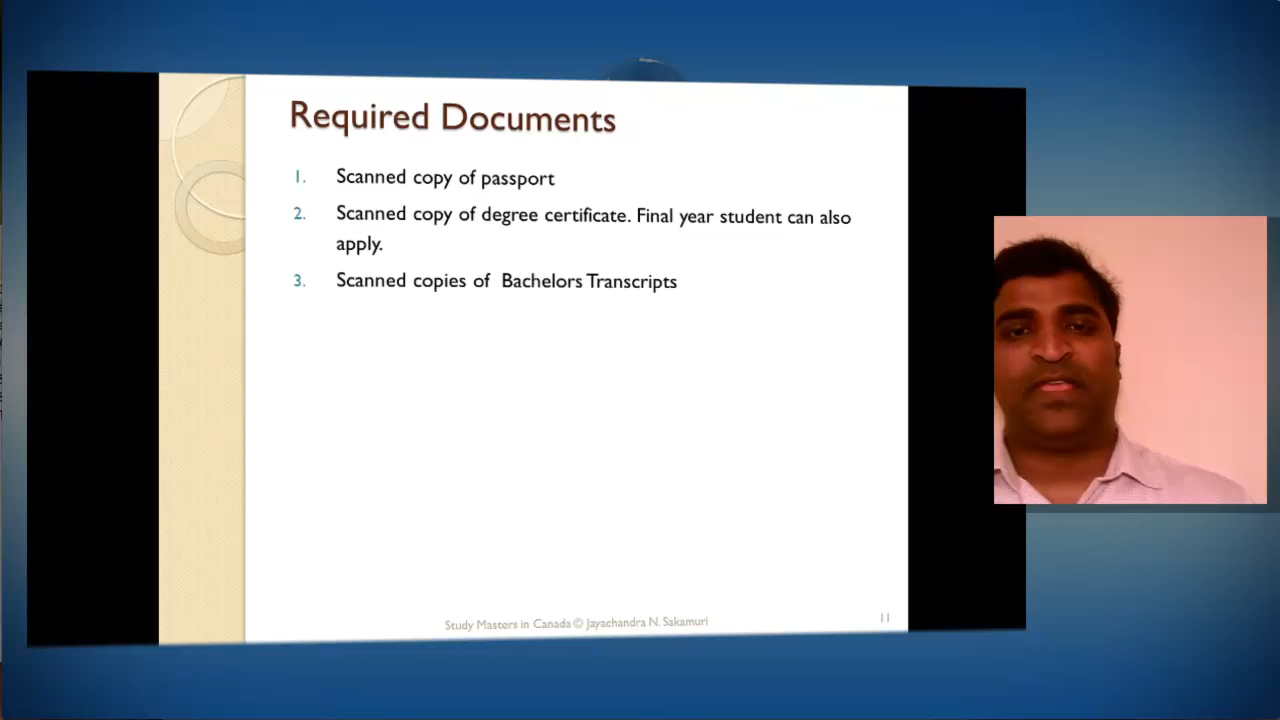 Required Documents
1. Scanned copy of passport
2. Scanned copy of degree certificate. Final year student can also
apply.
3. Scanned copies of Bachelors Transcripts
Study Masters in Canada © Jayachandra N. Sakamuri
11